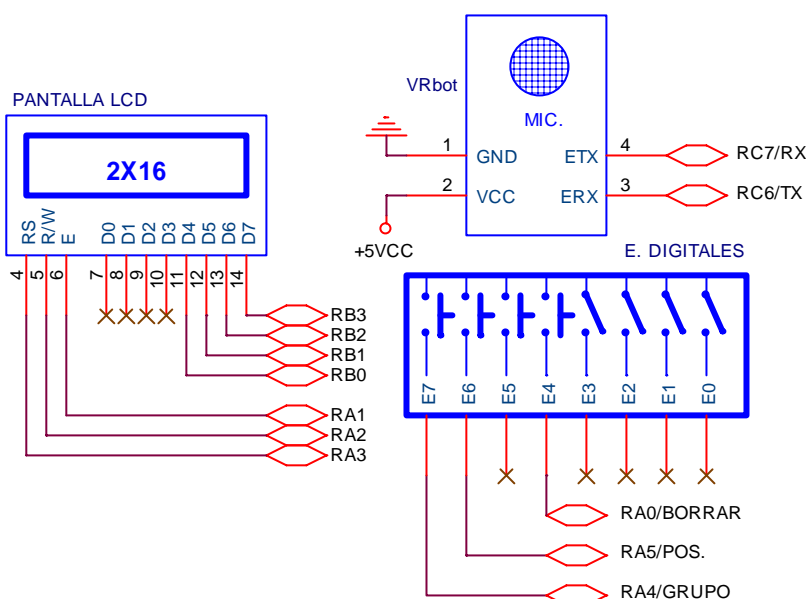 PANTALLA LCD
2X16
RS R/W E D0 D1 D2 D3 D4 D5 D6 D7
4 5 6 7 8 9 10 11 12 13 14
RB3
RB2
RB1
RB0
RA1
RA2
RA3
VRbot
MIC.
1 GND ETX 4 RC7/RX
2 VCC ERX 3 RC6/TX
+5VCC
E. DIGITALES
E7 E6 E5 E4 E3 E2 E1 E0
RA0/BORRAR
RA5/POS.
RA4/GRUPO